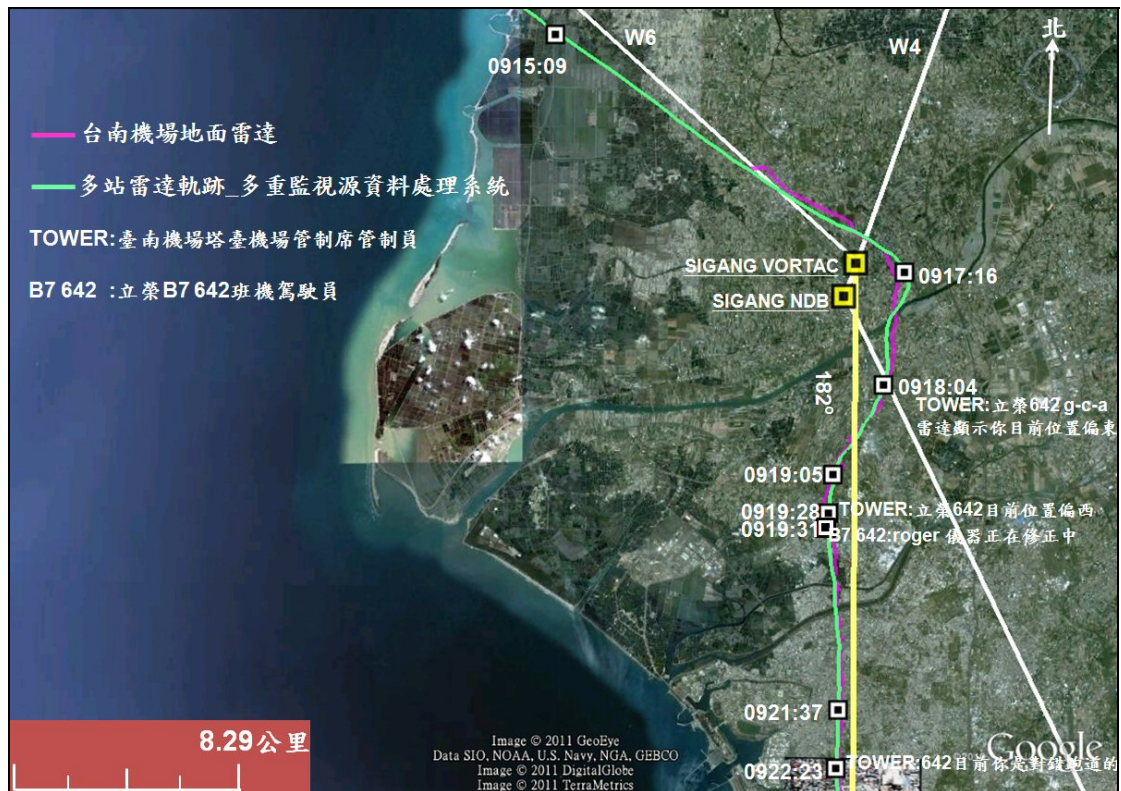 W6
W4
北
0915:09
台南機場地面雷達
多站雷達軌跡_多重監視源資料處理系統
TOWER:臺南機場塔臺機場管制席管制員
SIGANG VORTAC
0917:16
B7 642 :立榮B7 642班機駕駛員
SIGANG NDB
182°
0918:04
TOWER:立榮642 g-c-a
雷達顯示你目前位置偏東
0919:05
0919:28
TOWER:立榮642目前位置偏西
0919:31
B7 642:roger 儀器正在修正中
0921:37
8.29公里
Image © 2011 GeoEye
Data SIO, NOAA, U.S. Navy, NGA, GEBCO
Image © 2011 DigitalGlobe
Image © 2011 TerraMetrics
Google
0922:23
TOWER:642目前你是對錯跑道的